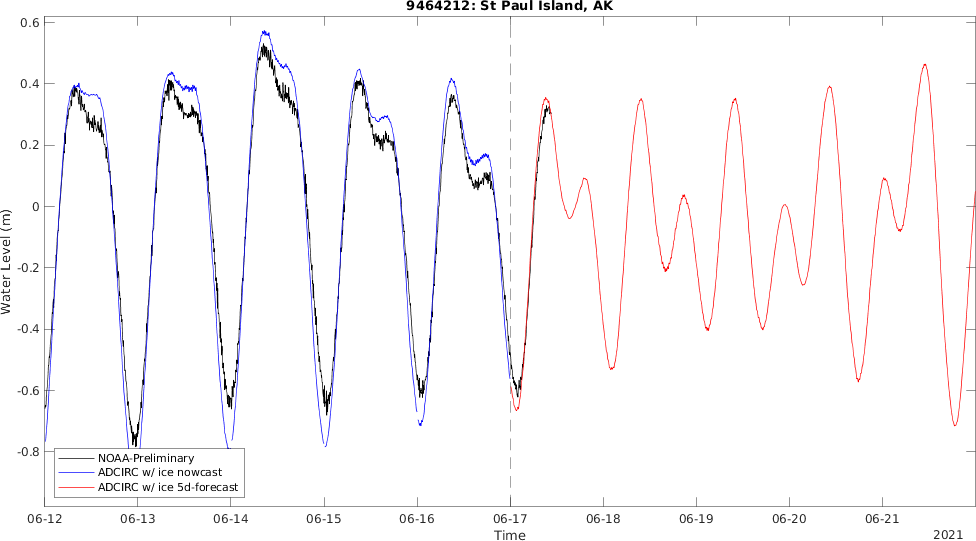 9464212: St Paul Island, AK
0.6
0.4
0.2
0
-0.2
-0.4
-0.6
-0.8
Water Level (m)
NOAA-Preliminary
ADCIRC w/ ice nowcast
ADCIRC w/ ice 5d-forecast
06-12 06-13 06-14 06-15 06-16 06-17 06-18 06-19 06-20 06-21
Time
2021